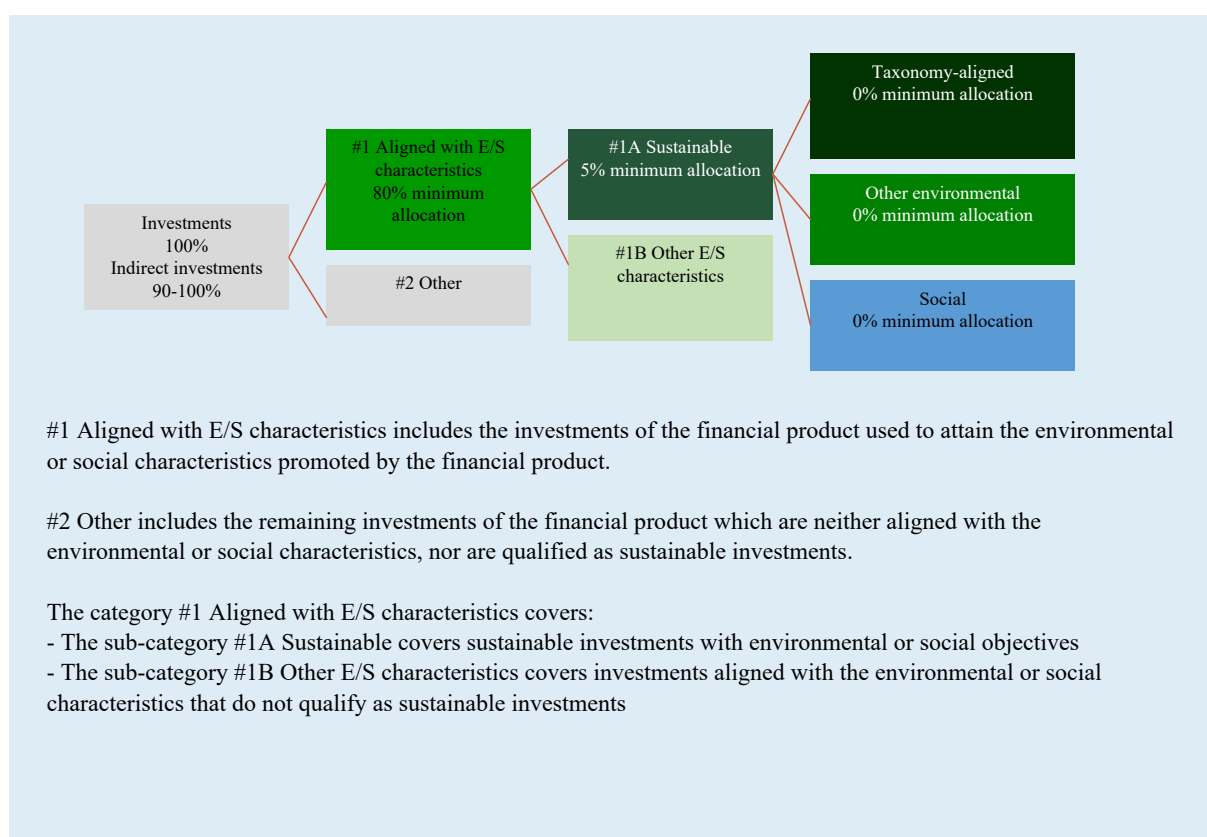 Investments
100%
Indirect investments
90-100%
#1 Aligned with E/S
characteristics
80% minimum
allocation
#2 Other
#1A Sustainable
5% minimum allocation
#1B Other E/S
characteristics
Taxonomy-aligned
0% minimum allocation
Other environmental
0% minimum allocation
Social
0% minimum allocation
#1 Aligned with E/S characteristics includes the investments of the financial product used to attain the environmental
or social characteristics promoted by the financial product.
#2 Other includes the remaining investments of the financial product which are neither aligned with the
environmental or social characteristics, nor are qualified as sustainable investments.
The category #1 Aligned with E/S characteristics covers:
- The sub-category #1A Sustainable covers sustainable investments with environmental or social objectives
- The sub-category #1B Other E/S characteristics covers investments aligned with the environmental or social
characteristics that do not qualify as sustainable investments